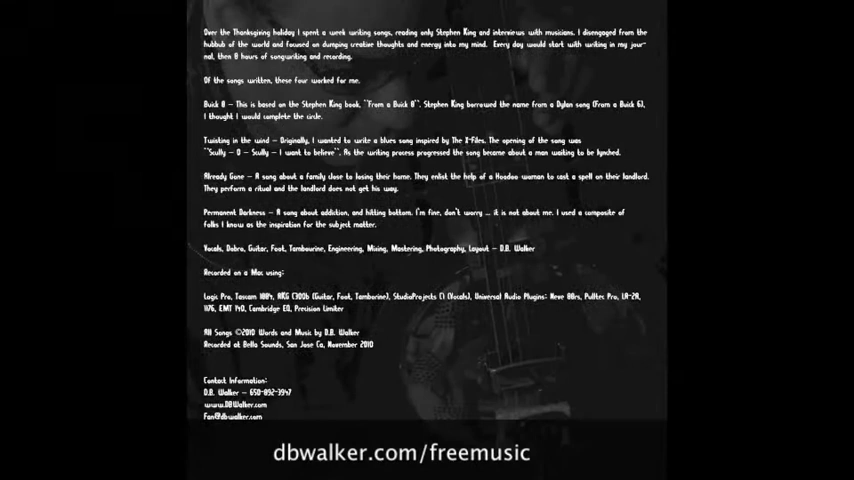 Over the Thanksgiving holiday I spent a week writing songs, reading only Stephen King and interviews with musicians. I disengaged from the
hubbub of the world and focused on dumping creative thoughts and energy into my mind. Every day would start with writing in my jour-
nal, then 8 hours of songwriting and recording.
Of the songs written, these four worked for me.
Buick 8 – This is based on the Stephen King book, ``From a Buick 8´´. Stephen King borrowed the name from a Dylan song (From a Buick 6),
I thought I would complete the circle.
Twisting in the wind – Originally, I wanted to write a blues song inspired by The X-Files. The opening of the song was
``Scully – O – Scully – I want to believe´´. As the writing process progressed the song became about a man waiting to be lynched.
Already Gone – A song about a family close to losing their home. They enlist the help of a Hoodoo woman to cast a spell on their landlord.
They perform a ritual and the landlord does not get his way.
Permanent Darkness – A song about addiction, and hitting bottom. I'm fine, don't worry ... it is not about me. I used a composite of
folks I know as the inspiration for the subject matter.
Vocals, Dobro, Guitar, Foot, Tambourine, Engineering, Mixing, Mastering, Photography, Layout – D.B. Walker
Recorded on a Mac using:
Logic Pro, Tascam 1884, AKG C300b (Guitar, Foot, Tamborine), StudioProjects C1 (Vocals), Universal Audio Plugins: Neve 88rs, Pulltec Pro, LA-2A,
1176, EMT 140, Cambridge EQ, Precision Limiter
All Songs ©2010 Words and Music by D.B. Walker
Recorded at Bella Sounds, San Jose Ca, November 2010
Contact Information:
D.B. Walker – 650-892-3947
www.DBWalker.com
Fan@dbwalker.com
dbwalker.com/freemusic